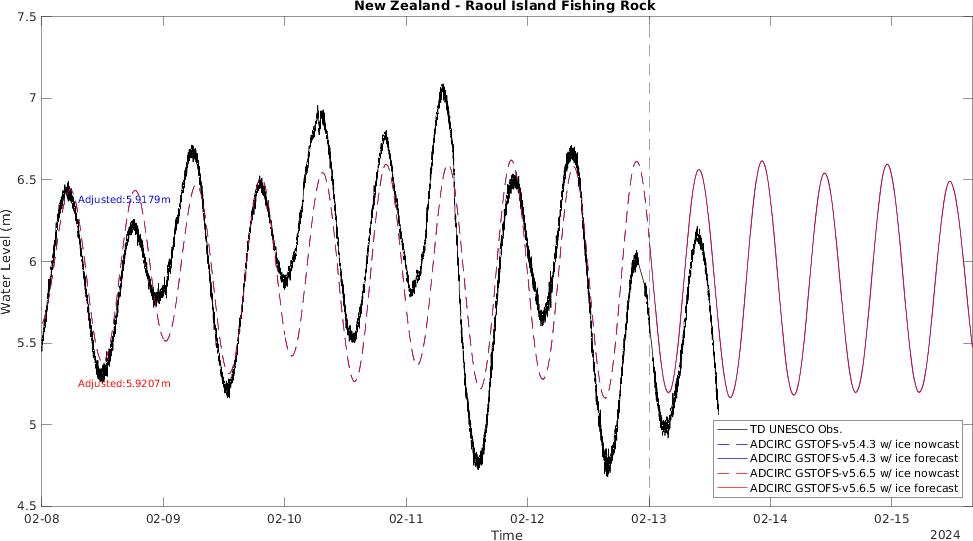 New Zealand - Raoul Island Fishing Rock
7.5
7
6.5
6
5.5
5
4.5
Water Level (m)
Adjusted:5.9179m
Adjusted:5.9207m
TD UNESCO Obs.
ADCIRC GSTOFS-v5.4.3 w/ ice nowcast
ADCIRC GSTOFS-v5.4.3 w/ ice forecast
ADCIRC GSTOFS-v5.6.5 w/ ice nowcast
ADCIRC GSTOFS-v5.6.5 w/ ice forecast
02-08 02-09 02-10 02-11 02-12 02-13 02-14 02-15
Time
2024